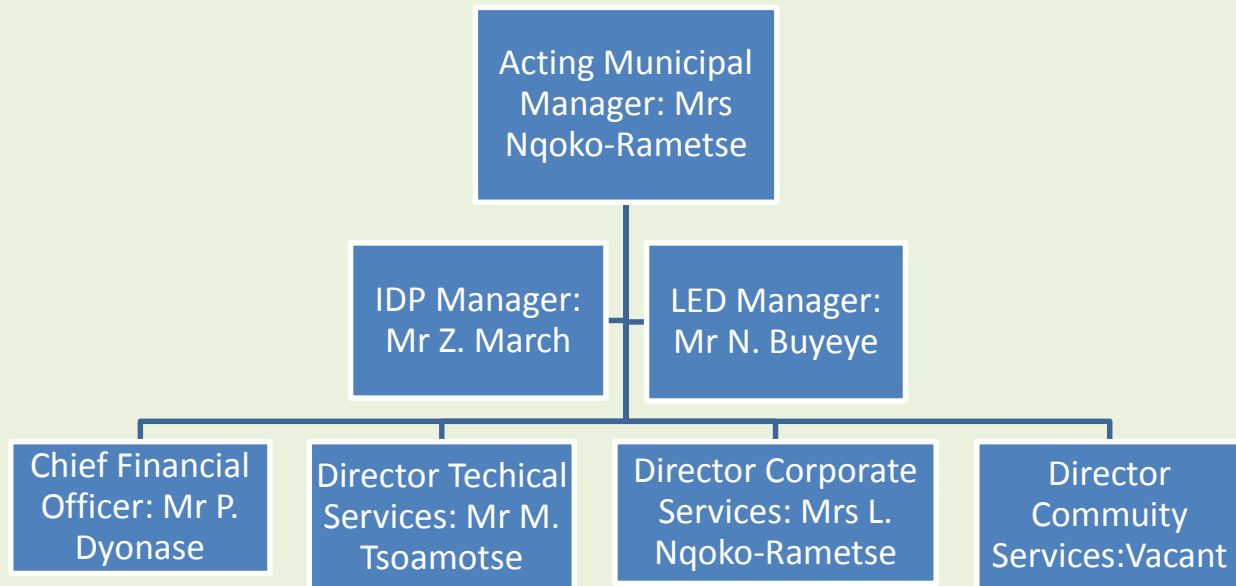 Acting Municipal
Manager: Mrs
Nqoko-Rametse
IDP Manager:
Mr Z. March
LED Manager:
Mr N. Buyeye
Chief Financial
Officer: Mr P.
Dyonase
Director Techical
Services: Mr M.
Tsoamotse
Director Corporate
Services: Mrs L.
Nqoko-Rametse
Director
Commuity
Services:Vacant